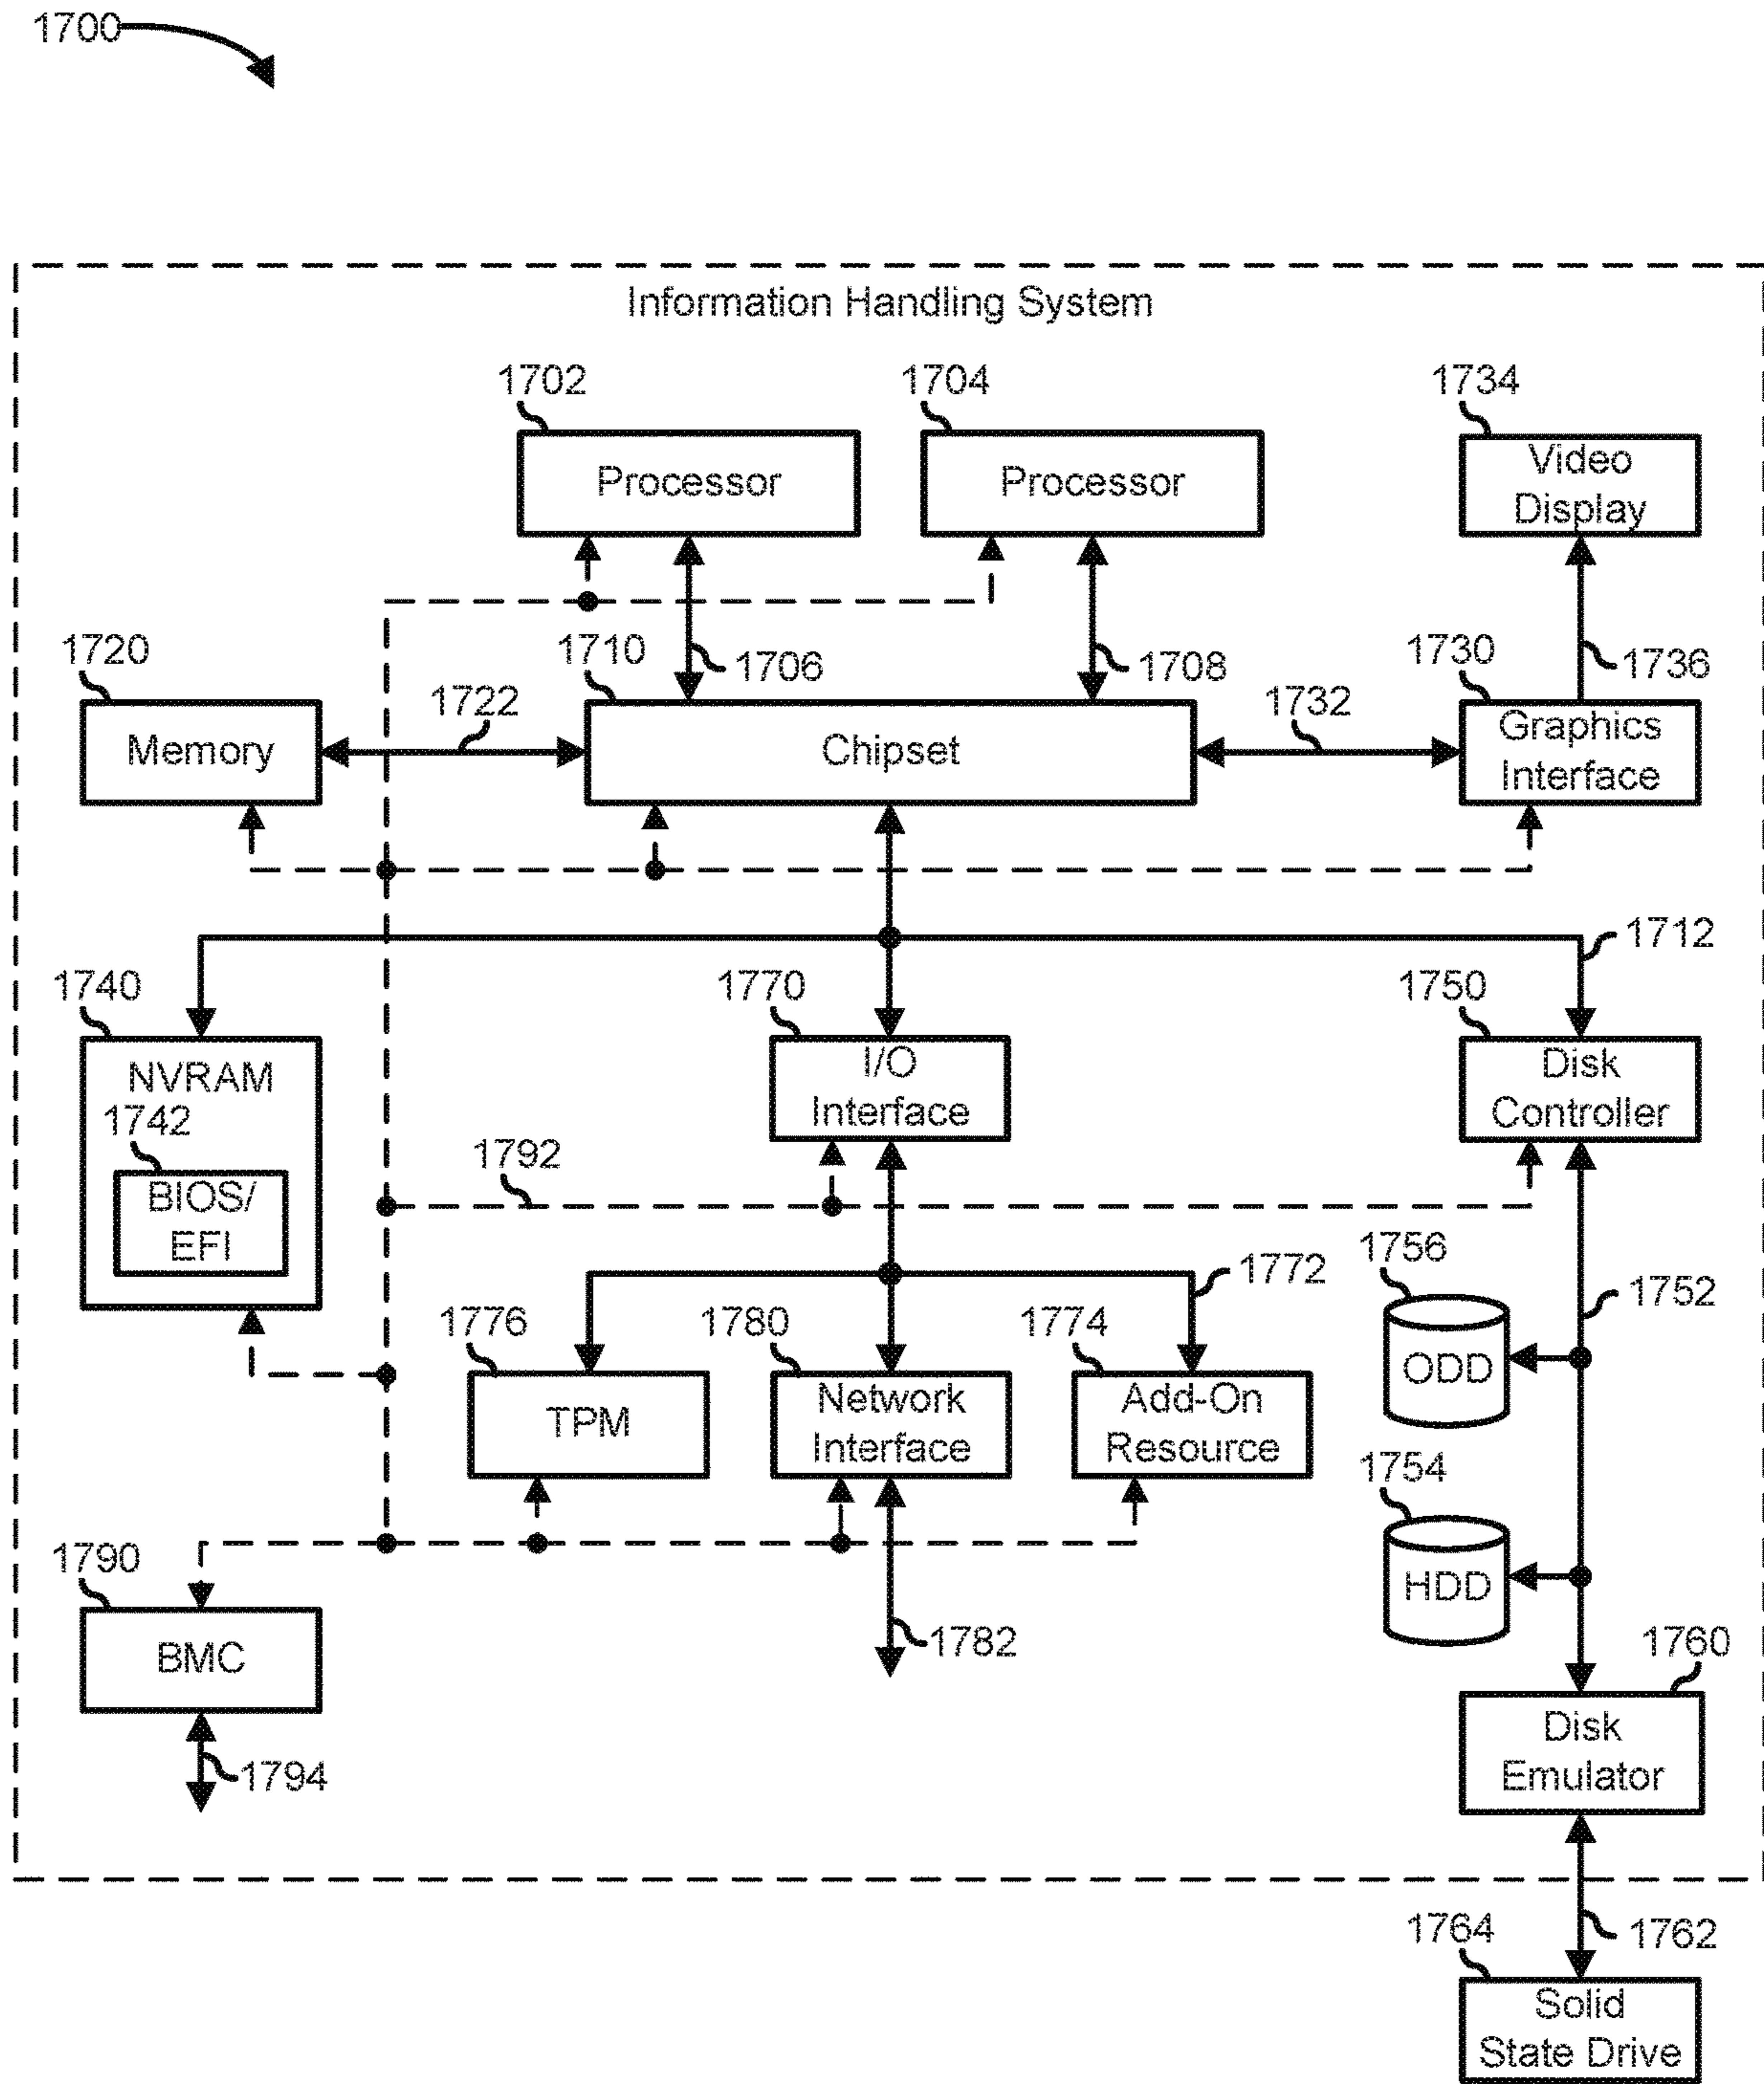 1700
Information Handling System
1702
1704
1734
Processor
Processor
Video
Display
1720
1710
1706
1708
1730
1736
1722
1732
Memory
Chipset
Graphics
Interface
1712
1740
1770
1750
NVRAM
I/O
Interface
Disk
Controller
1742
BIOS/
EFI
1792
1756
1772
1752
1776
1780
1774
ODD
TPM
Network
Interface
Add-On
Resource
1754
HDD
1790
BMC
1782
1760
Disk
Emulator
1794
1764
1762
Solid
State Drive